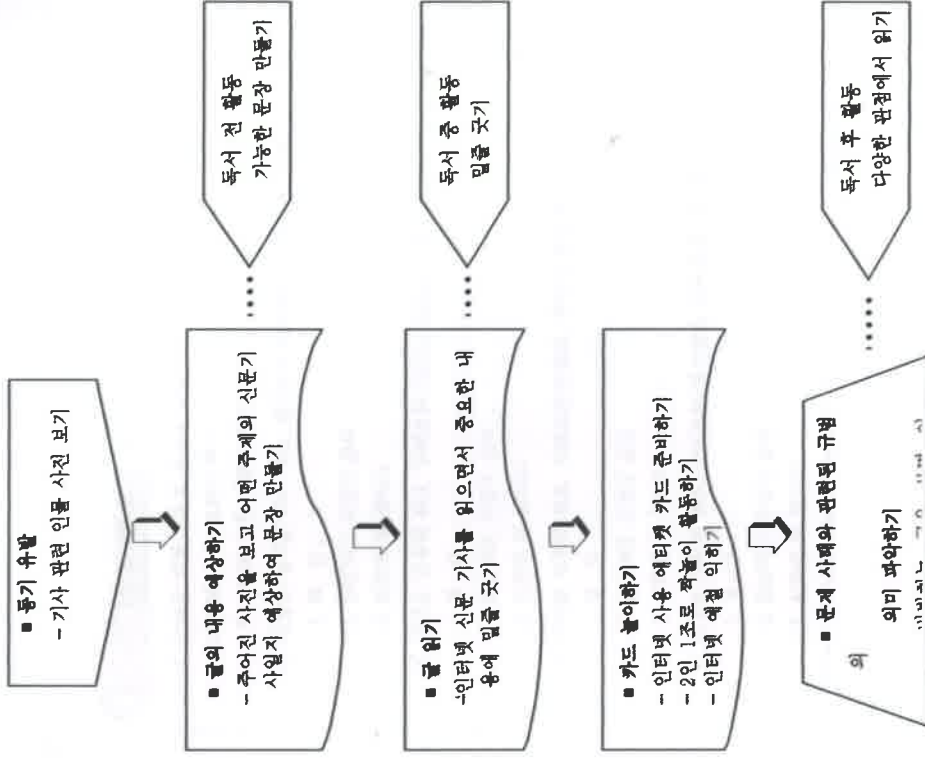 ■ 동기 유발
- 기사 관련 인물 사진 보기
■ 글의 내용 예상하기
- 주어진 사진을 보고 어떤 주제의 신문기
사일지 예상하여 문장 만들기
독서 전 활동
가능한 문장 만들기
■ 글 읽기
-인터넷 신문 기사를 읽으면서 중요한 내
용에 밑줄 긋기
독서 중 활동
밑줄 긋기
■ 카드 놀이하기
- 인터넷 사용 에티켓 카드 준비하기
- 2인 1조로 짝놀이 활동하기
- 인터넷 예절 익히기
■ 문제 사태와 관련된 규범
의
의미 파악하기
독서 후 활동
다양한 관점에서 읽기